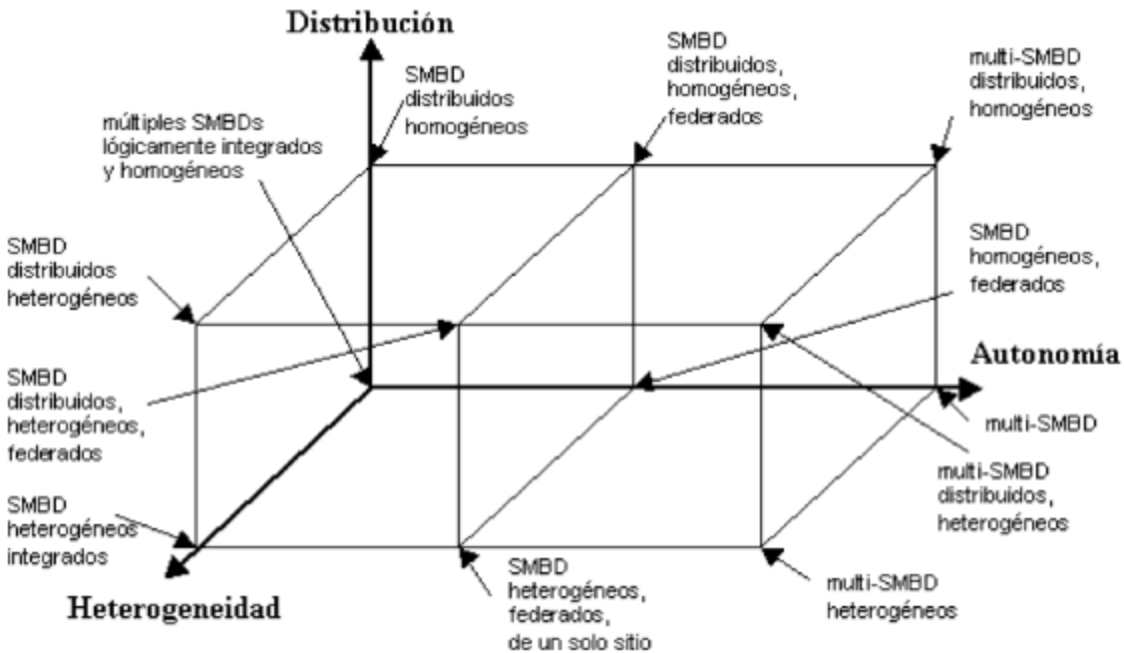 Distribución
SMBD
distribuidos
homogéneos
SMBD
distribuidos,
homogéneos,
federados
multi-SMBD
distribuidos,
homogéneos
múltiples SMBDs
lógicamente integrados
y homogéneos
SMBD
distribuidos
heterogéneos
SMBD
homogéneos,
federados
Autonomía
SMBD
distribuidos,
heterogéneos,
federados
multi-SMBD
multi-SMBD
distribuidos,
heterogéneos
SMBD
heterogéneos
integrados
Heterogeneidad
SMBD
heterogéneos,
federados,
de un solo sitio
multi-SMBD
heterogéneos